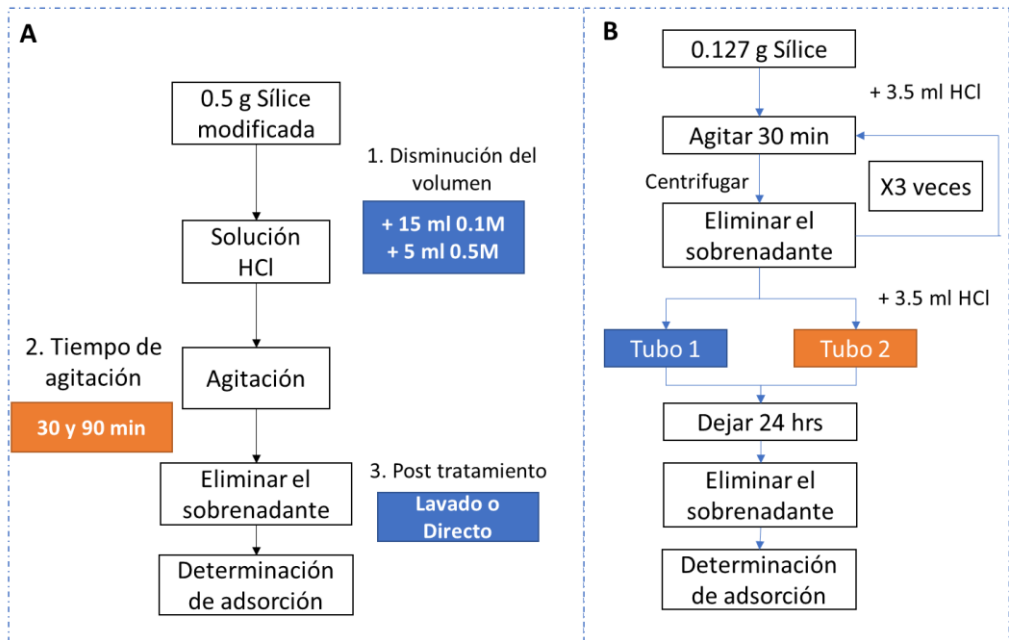 A
0.5 g Sílice
modificada
1. Disminución del
volumen
+ 15 ml 0.1M
+ 5 ml 0.5M
Solución
HCl
2. Tiempo de
agitación
30 y 90 min
Agitación
Eliminar el
sobrenadante
3. Post tratamiento
Lavado o
Directo
Determinación
de adsorción
B
0.127 g Sílice
+ 3.5 ml HCl
Agitar 30 min
Centrifugar
X3 veces
Eliminar el
sobrenadante
+ 3.5 ml HCl
Tubo 1
Tubo 2
Dejar 24 hrs
Eliminar el
sobrenadante
Determinación
de adsorción